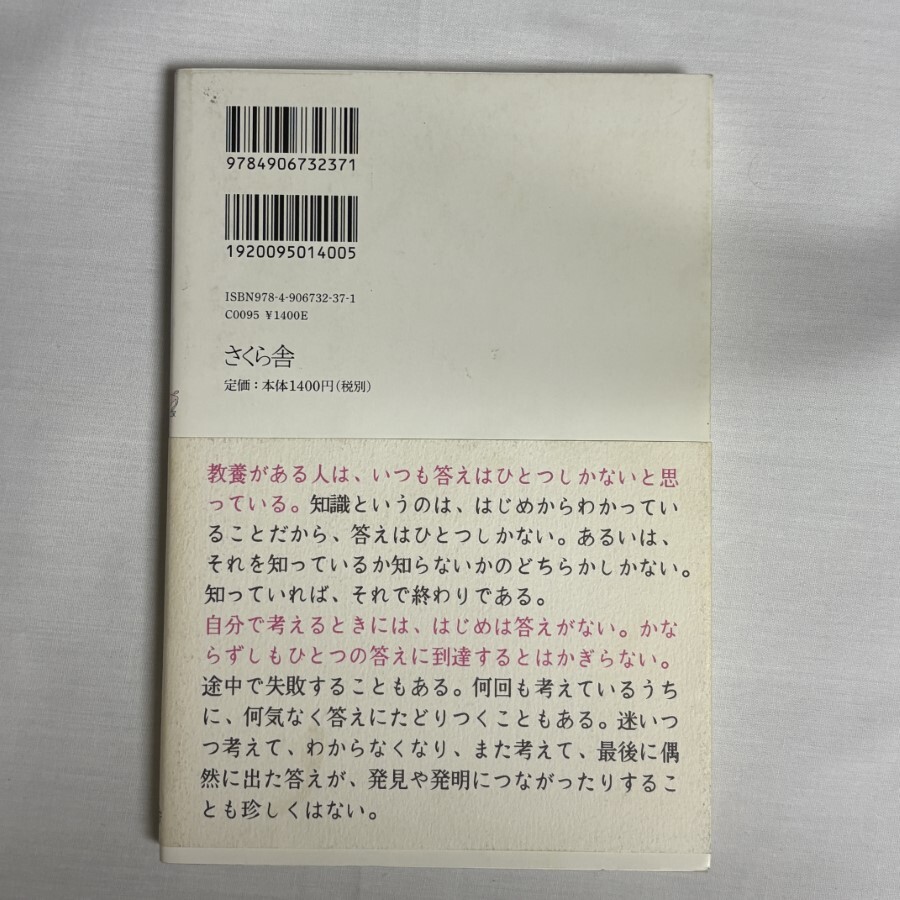 9784906732371
1920095014005
ISBN978-4-906732-37-1
C0095 ¥1400E
さくら舎
定価：本体1400円(税別)
教養がある人は、いつも答えはひとつしかないと思
っている。知識というのは、はじめからわかってい
ることだから、答えはひとつしかない。あるいは、
それを知っているか知らないかのどちらかしかない。
知っていれば、それで終わりである。
自分で考えるときには、はじめは答えがない。かな
らずしもひとつの答えに到達するとはかぎらない。
途中で失敗することもある。何回も考えているうち
に、何気なく答えにたどりつくこともある。迷いつ
つ考えて、わからなくなり、また考えて、最後に偶
然に出た答えが、発見や発明につながったりするこ
とも珍しくはない。